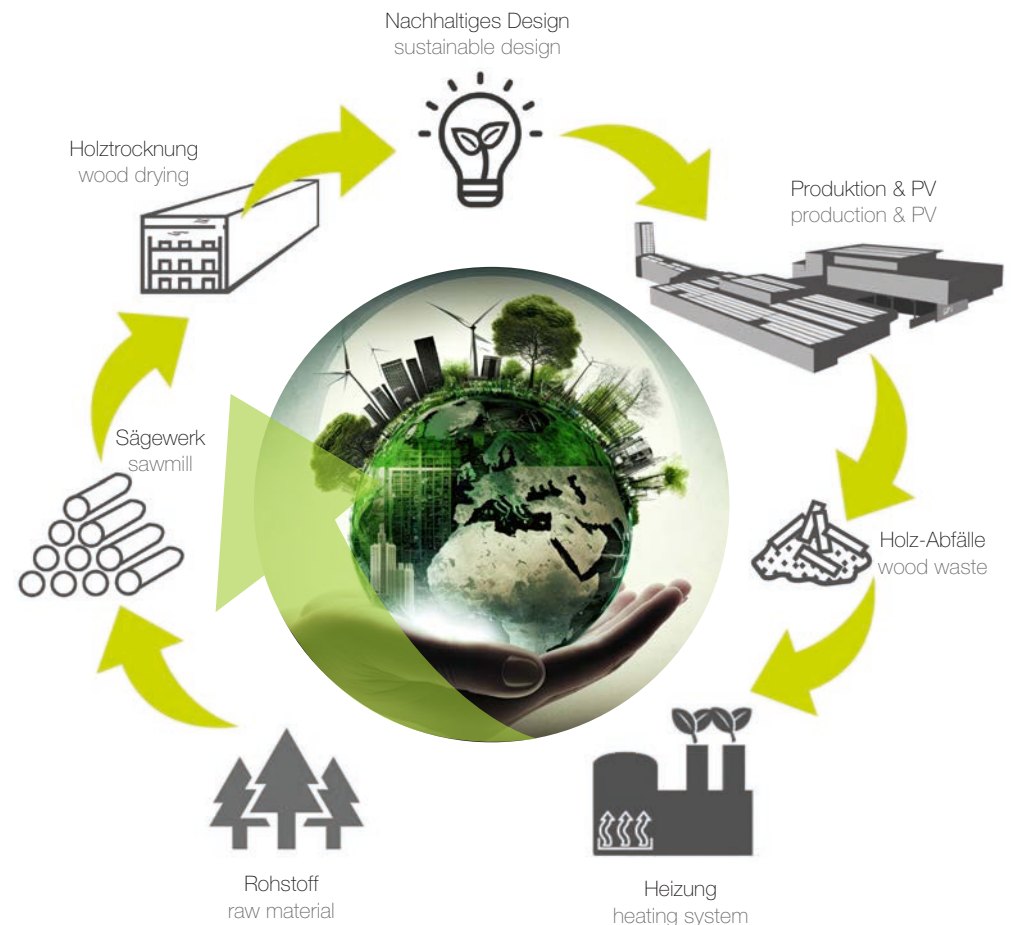 Nachhaltiges Design
sustainable design
Holztrocknung
wood drying
Produktion & PV
production & PV
Sägewerk
sawmill
Holz-Abfälle
wood waste
Rohstoff
raw material
Heizung
heating system